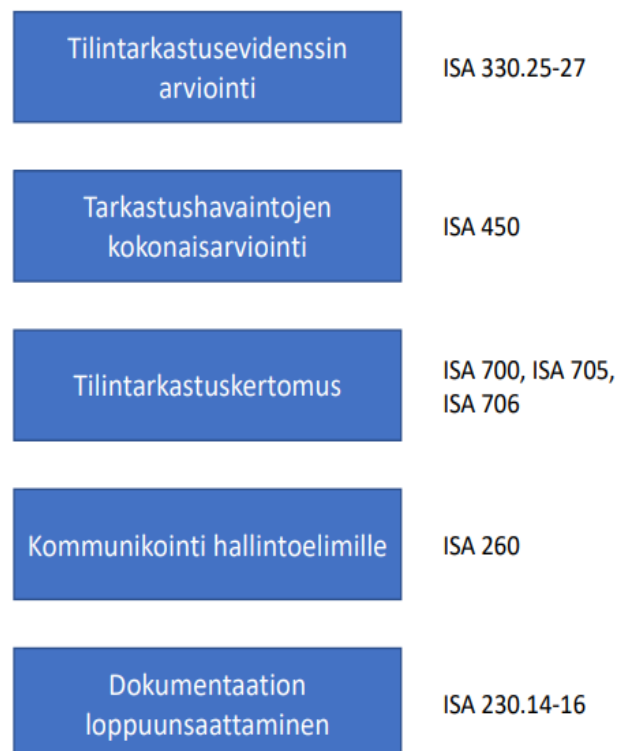 Tilintarkastusevidenssin
arviointi
ISA 330.25-27
Tarkastushavaintojen
kokonaisarviointi
ISA 450
Tilintarkastuskertomus
ISA 700, ISA 705,
ISA 706
Kommunikointi hallintoelimille
ISA 260
Dokumentaation
loppuunsaattaminen
ISA 230.14-16